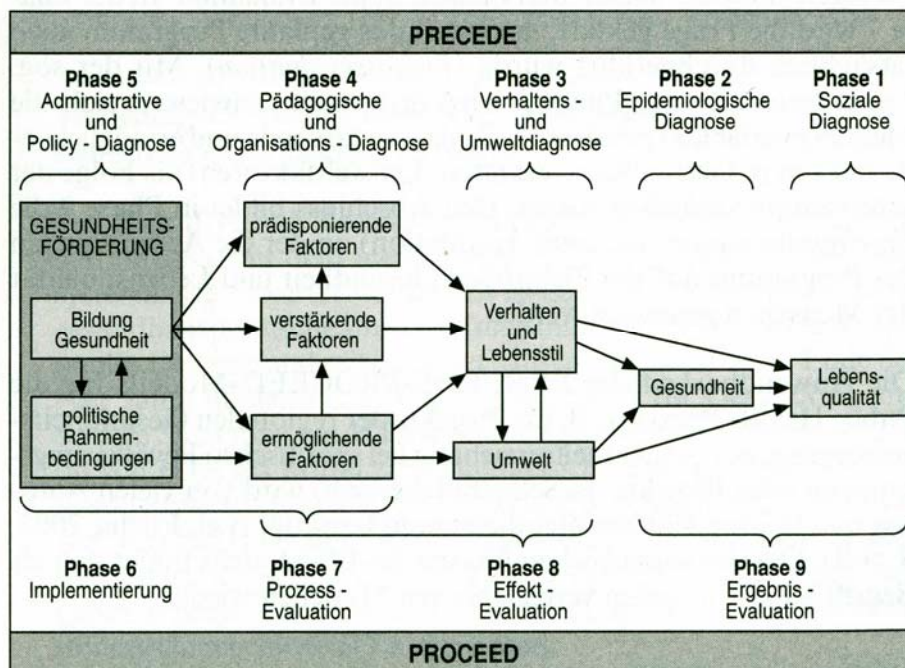 PRECEDE
Phase 5
Administrative
und
Policy - Diagnose
Phase 4
Pädagogische
und
Organisations - Diagnose
Phase 3
Verhaltens -
und
Umweltdiagnose
Phase 2
Epidemiologische
Diagnose
Phase 1
Soziale
Diagnose
GESUNDHEITS-
FÖRDERUNG
Bildung
Gesundheit
politische
Rahmen-
bedingungen
prädisponierende
Faktoren
verstärkende
Faktoren
ermöglichende
Faktoren
Verhalten
und
Lebensstil
Umwelt
Gesundheit
Lebens-
qualität
Phase 6
Implementierung
Phase 7
Prozess -
Evaluation
Phase 8
Effekt -
Evaluation
Phase 9
Ergebnis -
Evaluation
PROCEED